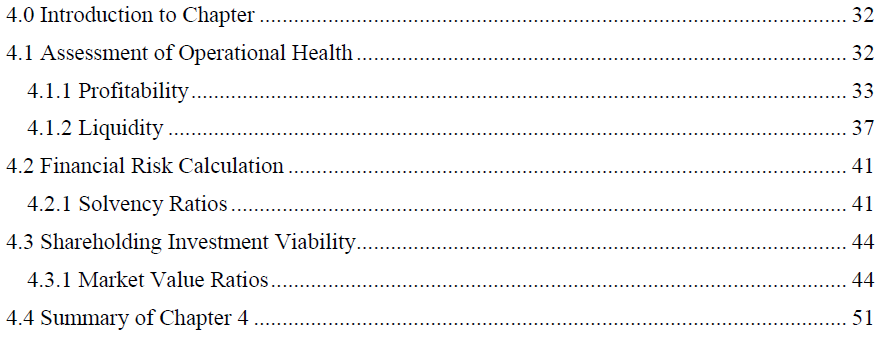 4.0 Introduction to Chapter ........................................................................................................ 32
4.1 Assessment of Operational Health ....................................................................................... 32
4.1.1 Profitability ..................................................................................................................... 33
4.1.2 Liquidity ......................................................................................................................... 37
4.2 Financial Risk Calculation ................................................................................................... 41
4.2.1 Solvency Ratios .............................................................................................................. 41
4.3 Shareholding Investment Viability ....................................................................................... 44
4.3.1 Market Value Ratios ....................................................................................................... 44
4.4 Summary of Chapter 4 ......................................................................................................... 51